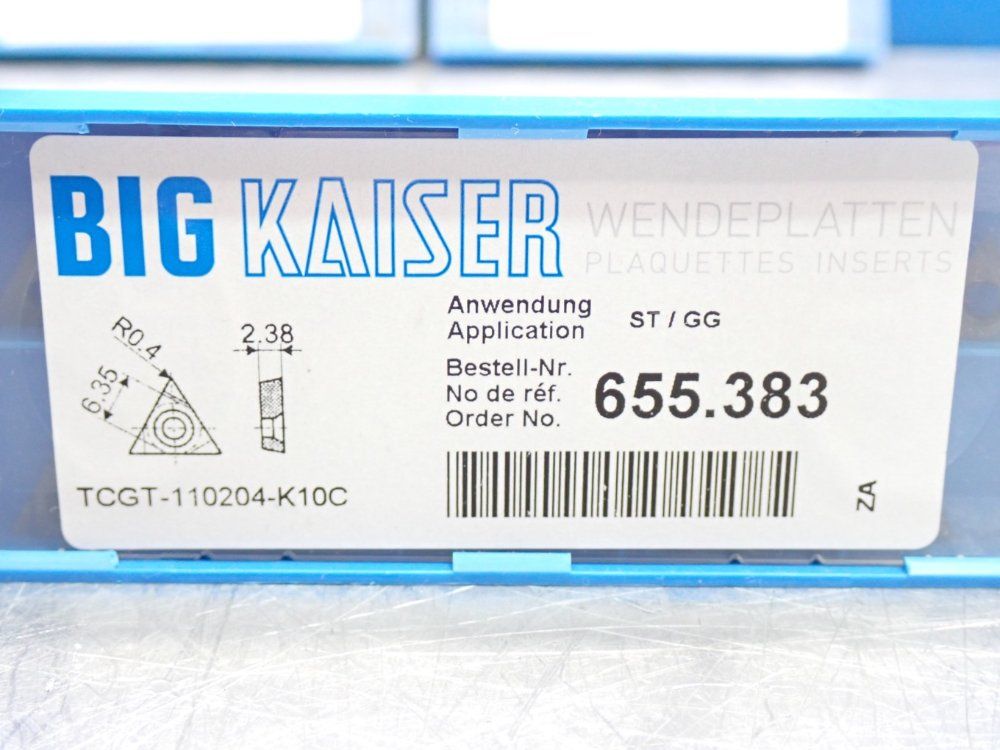 BIG KAISER
WENDEPLATTEN
PLAQUETTES INSERTS
Anwendung
Application
ST / GG
Bestell-Nr.
No de réf.
Order No.
655.383
R0.4
6.35
2.38
TCGT-110204-K10C
ZA